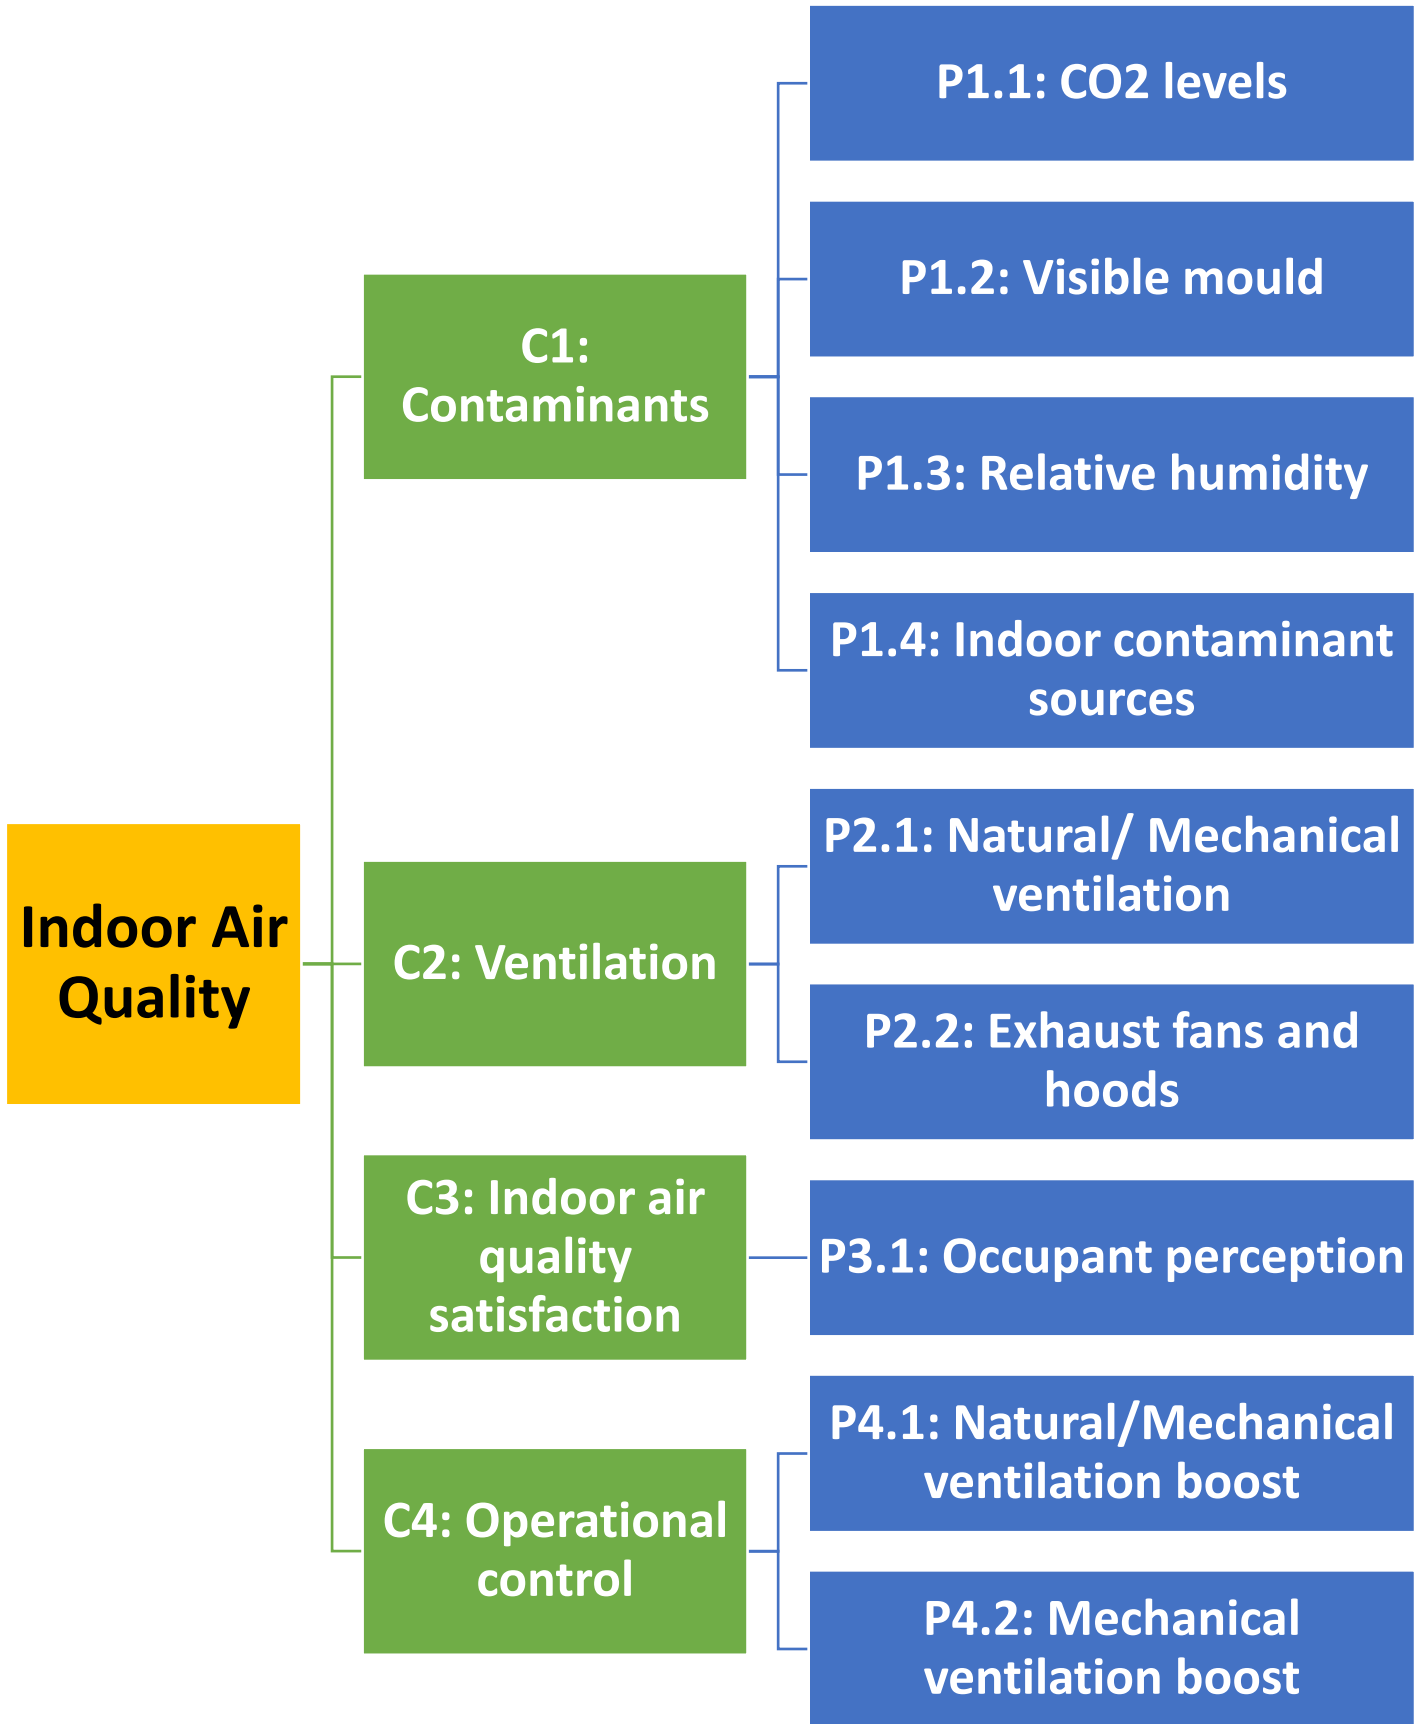 Indoor Air
Quality
C1:
Contaminants
P1.1: CO2 levels
P1.2: Visible mould
P1.3: Relative humidity
P1.4: Indoor contaminant
sources
C2: Ventilation
P2.1: Natural/ Mechanical
ventilation
P2.2: Exhaust fans and
hoods
C3: Indoor air
quality
satisfaction
P3.1: Occupant perception
C4: Operational
control
P4.1: Natural/Mechanical
ventilation boost
P4.2: Mechanical
ventilation boost